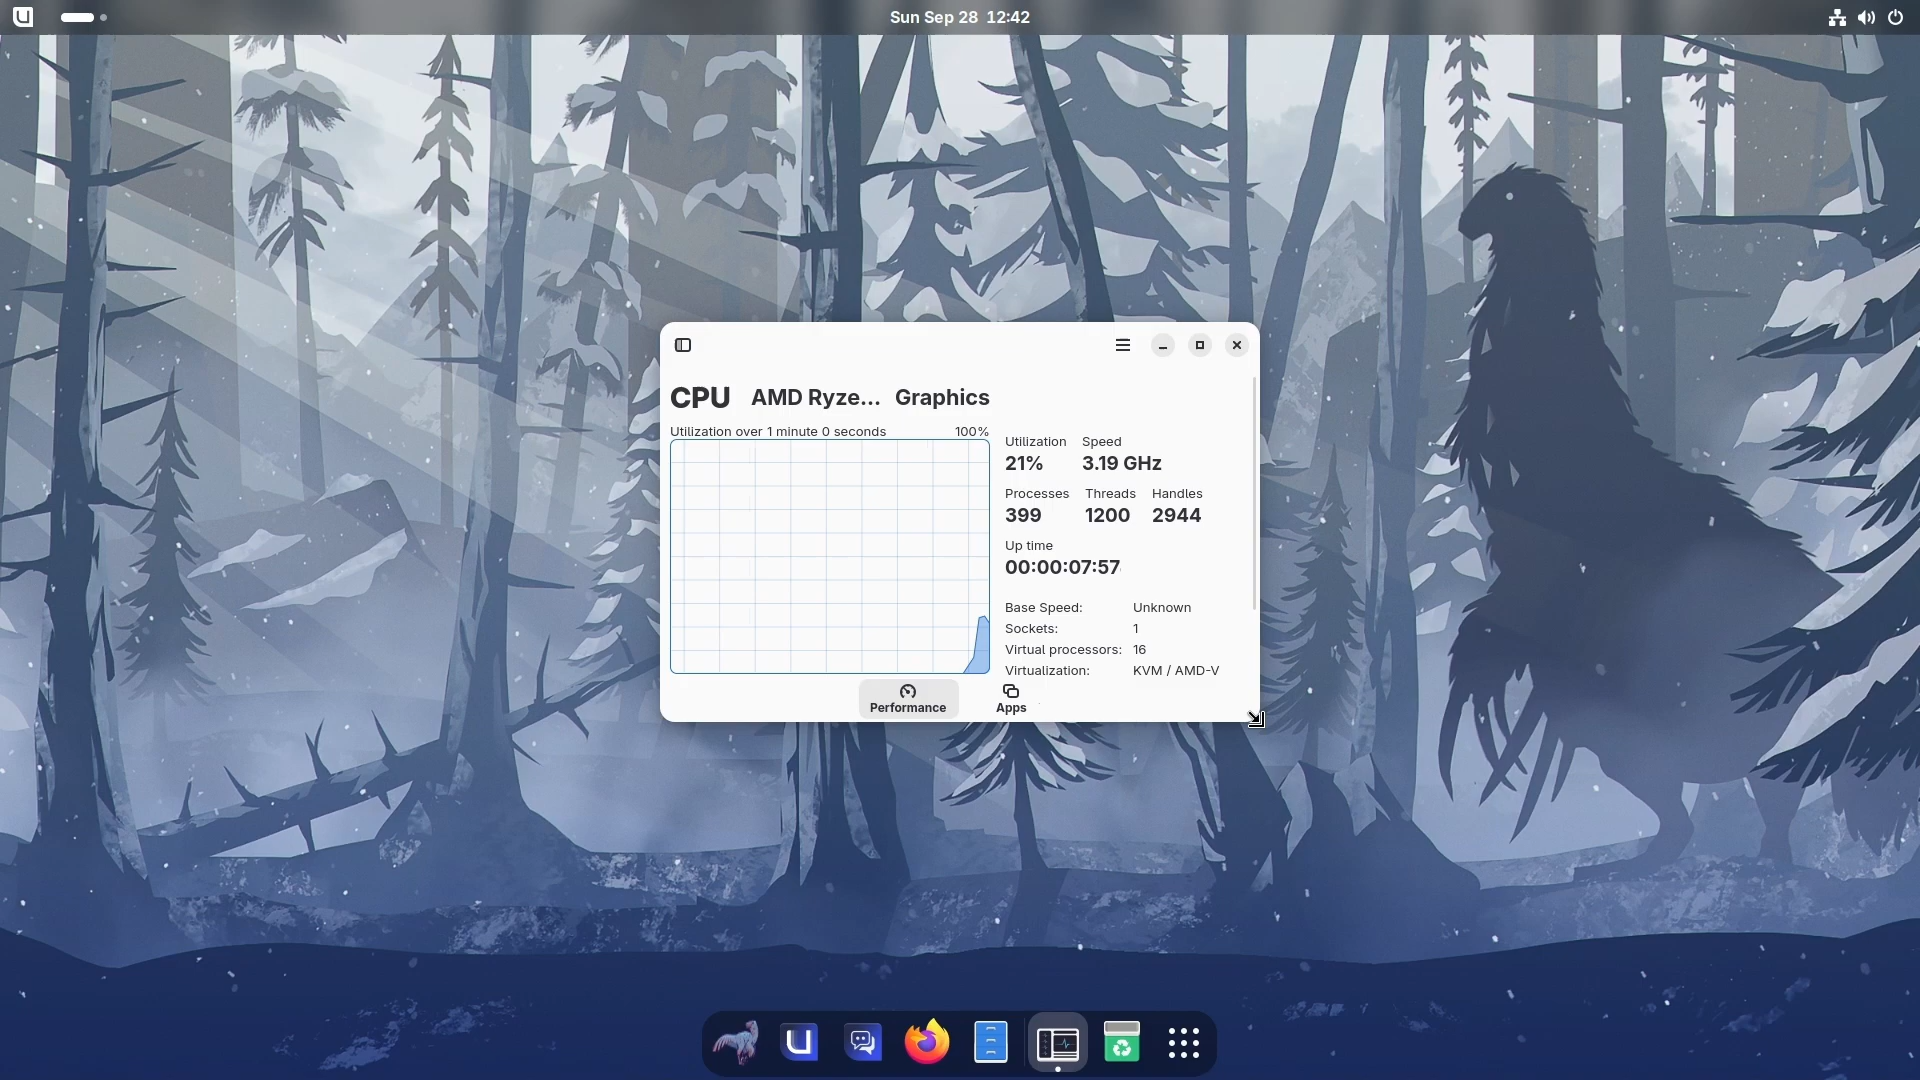 Sun Sep 28 12:42
CPU AMD Ryze... Graphics
Utilization over 1 minute 0 seconds 100%
Utilization Speed
21% 3.19 GHz
Processes Threads Handles
399 1200 2944
Up time
00:00:07:57
Base Speed: Unknown
Sockets: 1
Virtual processors: 16
Virtualization: KVM / AMD-V
Performance Apps